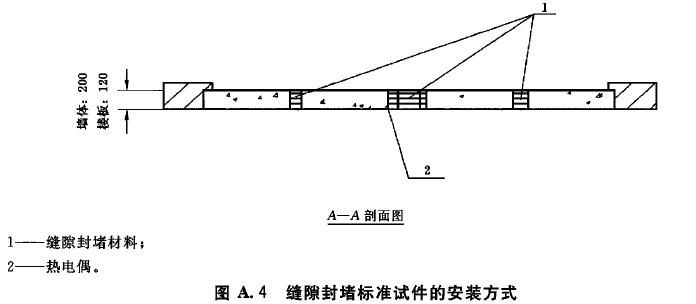 1
墙体：200
楼板：120
2
A—A 剖面图
1——缝隙封堵材料；
2——热电偶。
图 A.4 缝隙封堵标准试件的安装方式